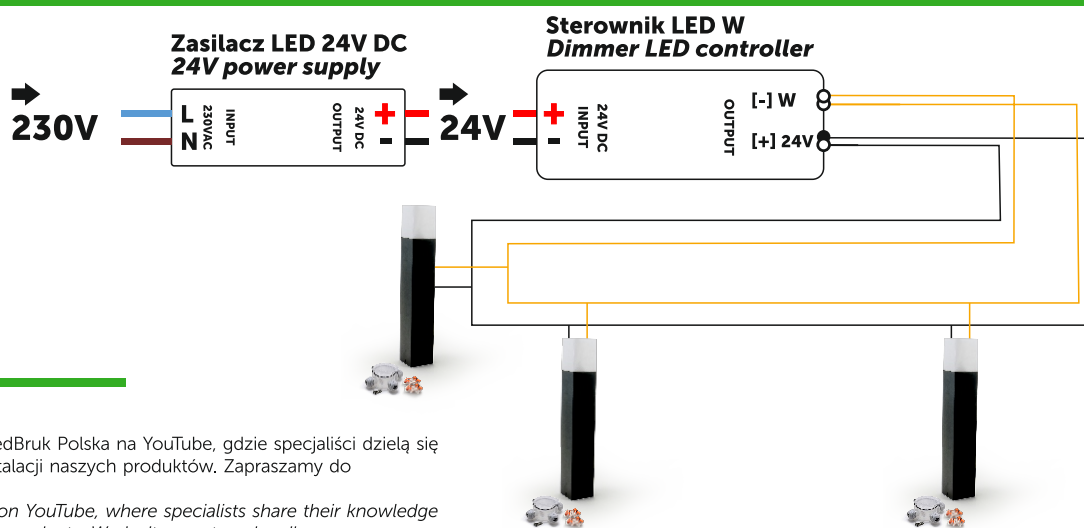 Sterownik LED W
Dimmer LED controller
Zasilacz LED 24V DC
24V power supply
230V
L
N
230VAC
INPUT
OUTPUT
24V DC
+
-
24V
+
-
24V DC
INPUT
OUTPUT
[-] W
[+] 24V
edBruk Polska na YouTube, gdzie specjaliści dzielą się
talacji naszych produktów. Zapraszamy do
on YouTube, where specialists share their knowledge